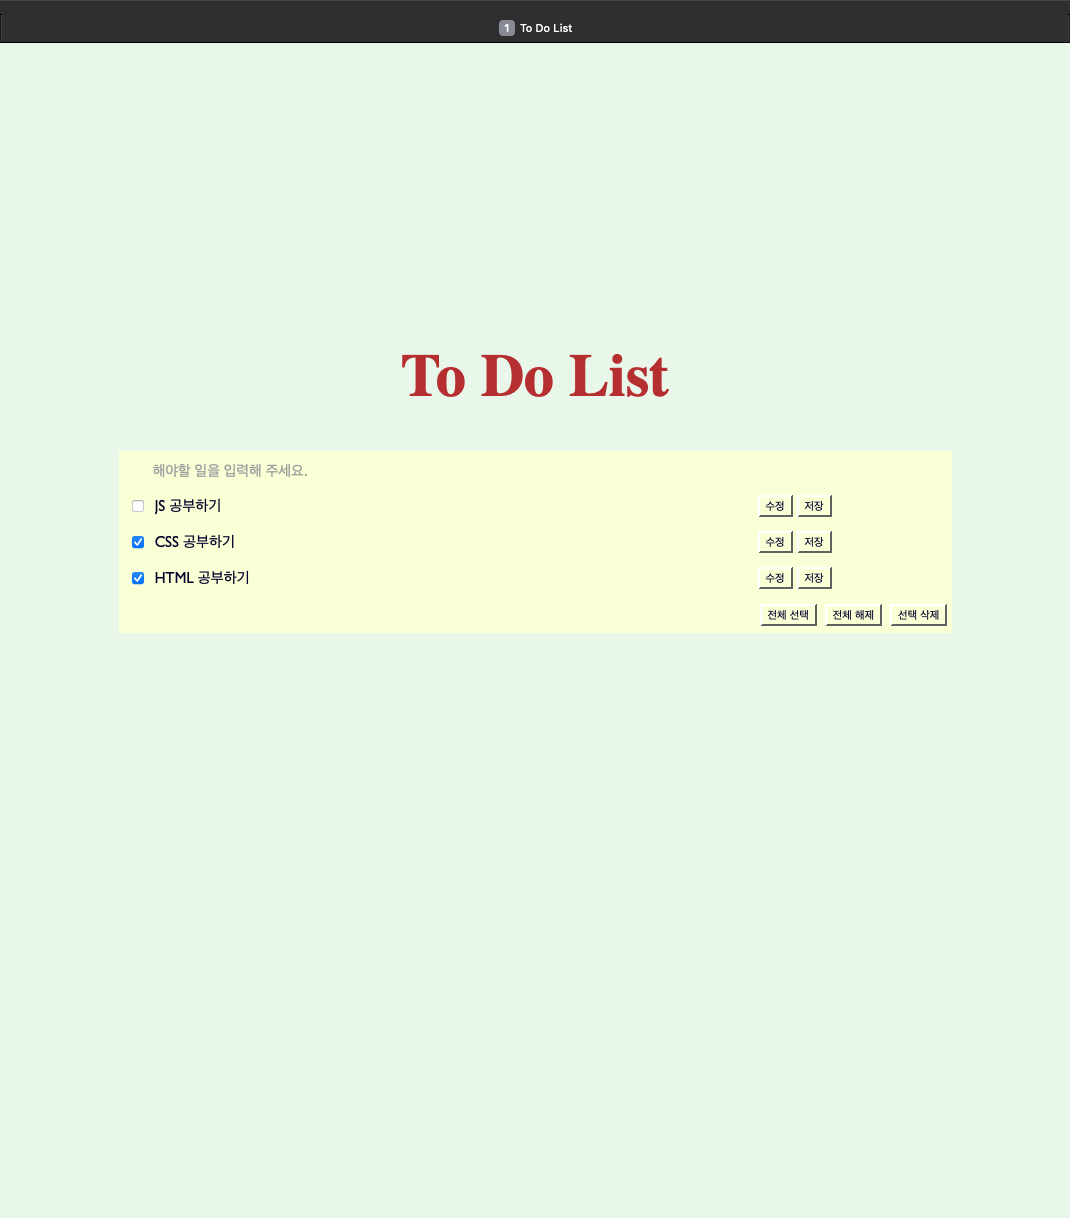 1 To Do List
To Do List
해야할 일을 입력해 주세요.
JS 공부하기 수정 저장
CSS 공부하기 수정 저장
HTML 공부하기 수정 저장
전체 선택 전체 해제 선택 삭제